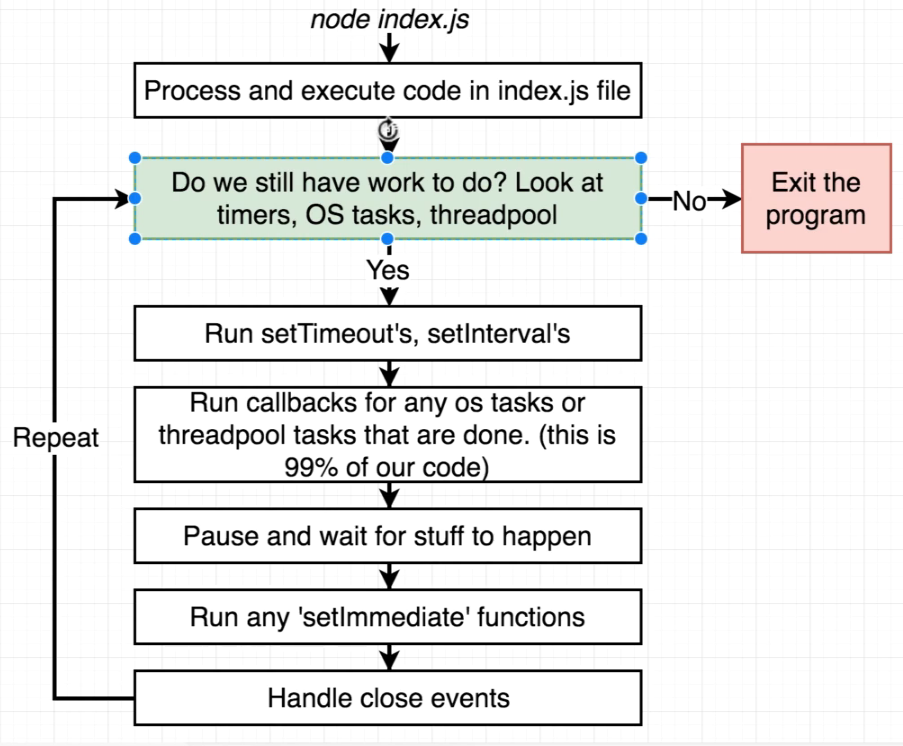 node index.js
Process and execute code in index.js file
Do we still have work to do? Look at
timers, OS tasks, threadpool
No
Exit the
program
Yes
Run setTimeout's, setInterval's
Run callbacks for any os tasks or
threadpool tasks that are done. (this is
99% of our code)
Repeat
Pause and wait for stuff to happen
Run any 'setImmediate' functions
Handle close events